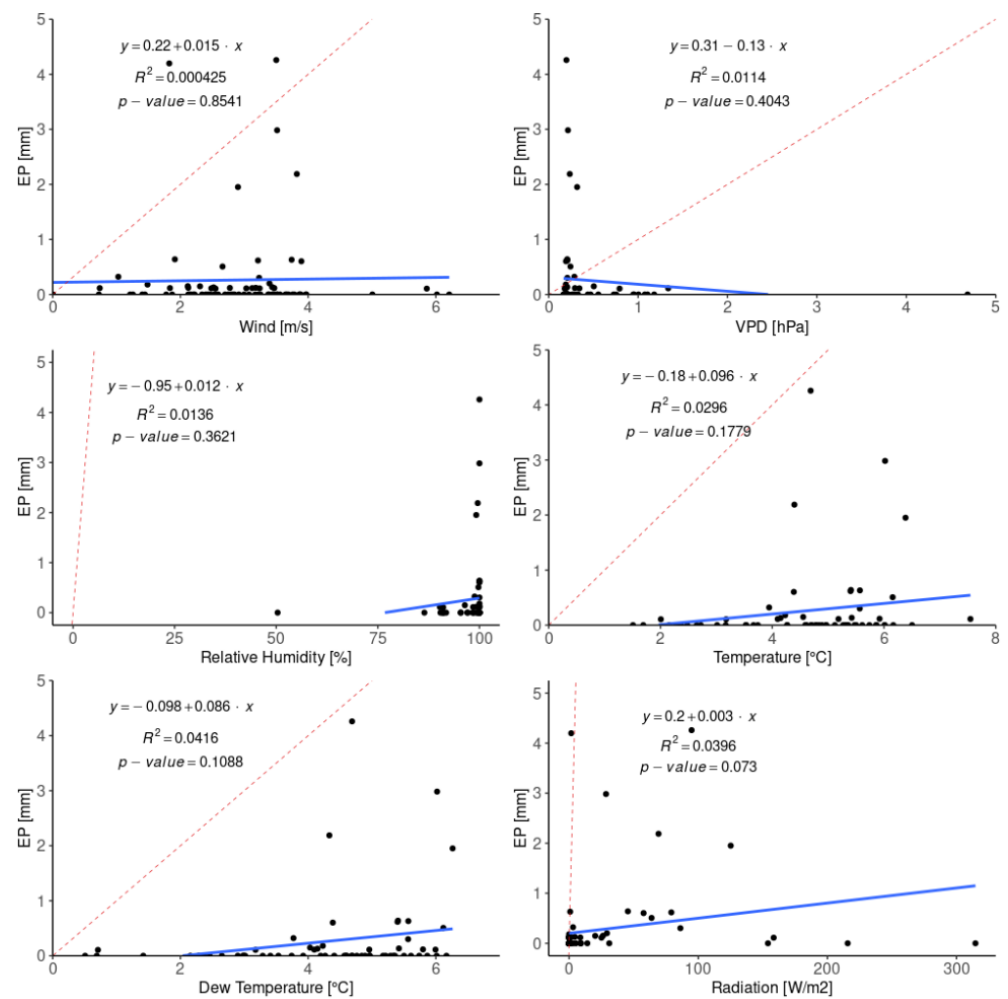 y = 0.22 + 0.015 · x
R² = 0.000425
p − value = 0.8541
EP [mm]
5
4
3
2
1
0
0 2 4 6
Wind [m/s]
y = 0.31 − 0.13 · x
R² = 0.0114
p − value = 0.4043
EP [mm]
5
4
3
2
1
0
0 1 2 3 4 5
VPD [hPa]
y = − 0.95 + 0.012 · x
R² = 0.0136
p − value = 0.3621
EP [mm]
5
4
3
2
1
0
0 25 50 75 100
Relative Humidity [%]
y = − 0.18 + 0.096 · x
R² = 0.0296
p − value = 0.1779
EP [mm]
5
4
3
2
1
0
0 2 4 6 8
Temperature [°C]
y = − 0.098 + 0.086 · x
R² = 0.0416
p − value = 0.1088
EP [mm]
5
4
3
2
1
0
0 2 4 6
Dew Temperature [°C]
y = 0.2 + 0.003 · x
R² = 0.0396
p − value = 0.073
EP [mm]
5
4
3
2
1
0
0 100 200 300
Radiation [W/m2]